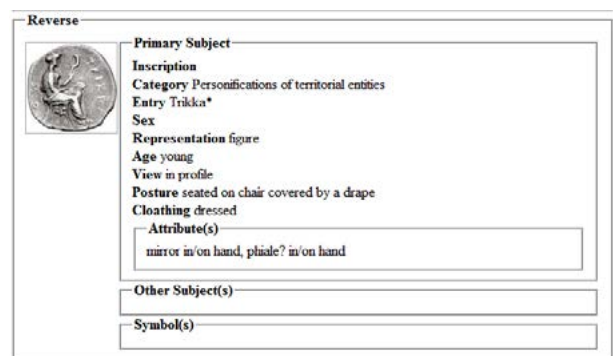 Reverse
Primary Subject
Inscription
Category Personifications of territorial entities
Entry Trikka*
Sex
Representation figure
Age young
View in profile
Posture seated on chair covered by a drape
Cloathing dressed
Attribute(s)
mirror in/on hand, phiale? in/on hand
Other Subject(s)
Symbol(s)